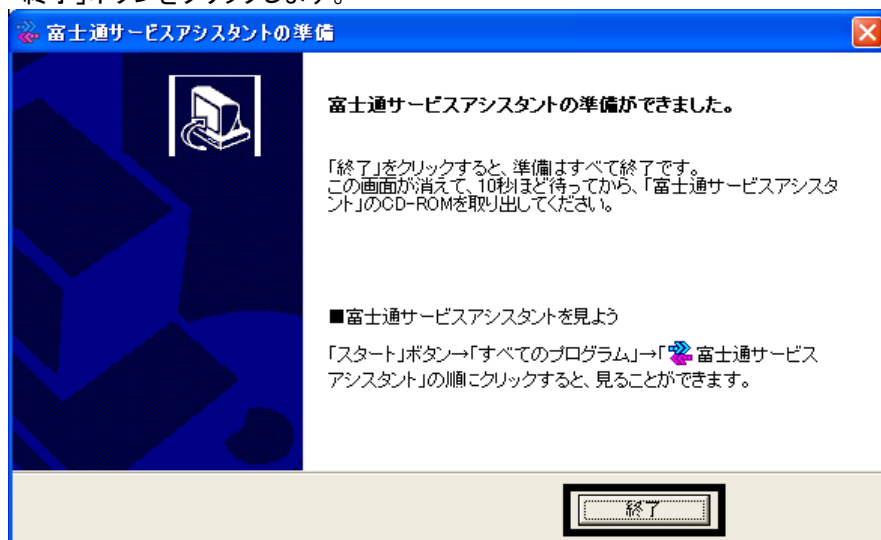 終了」ボタンをクリックします。
富士通サービスアシスタントの準備
富士通サービスアシスタントの準備ができました。
「終了」をクリックすると、準備はすべて終了です。
この画面が消えて、10秒ほど待ってから、「富士通サービスアシスタ
ント」のCD-ROMを取り出してください。
■富士通サービスアシスタントを見よう
「スタート」ボタン→「すべてのプログラム」→「富士通サービス
アシスタント」の順にクリックすると、見ることができます。
終了